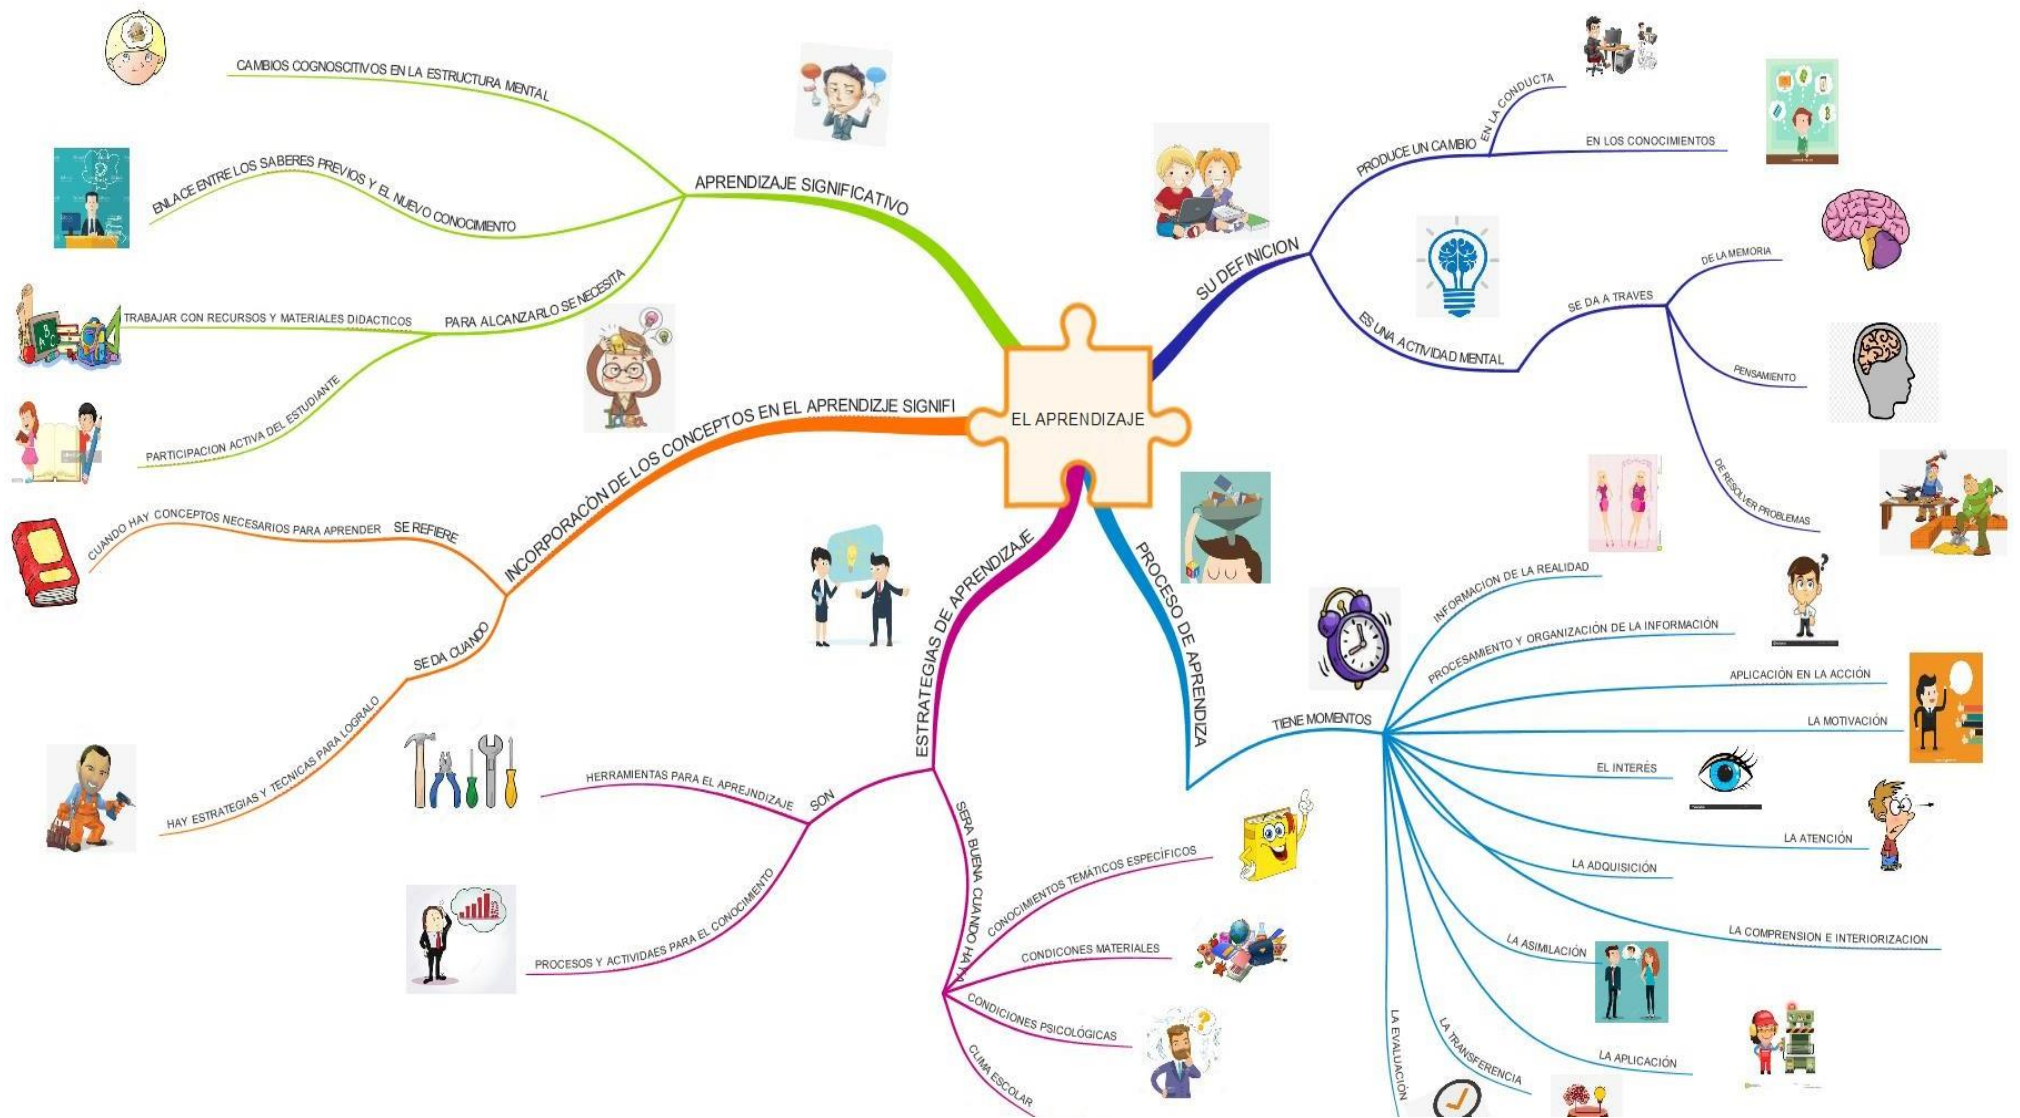 EL APRENDIZAJE
SU DEFINICION
PRODUCE UN CAMBIO
EN LA CONDUCTA
EN LOS CONOCIMIENTOS
ES UNA ACTIVIDAD MENTAL
SE DA A TRAVES
DE LA MEMORIA
PENSAMIENTO
DE RESOLVER PROBLEMAS
PROCESO DE APRENDIZA
TIENE MOMENTOS
INFORMACION DE LA REALIDAD
PROCESAMIENTO Y ORGANIZACIÓN DE LA INFORMACIÓN
APLICACIÓN EN LA ACCIÓN
LA MOTIVACIÓN
EL INTERÉS
LA ATENCIÓN
LA ADQUISICIÓN
LA COMPRENSION E INTERIORIZACION
LA ASIMILACIÓN
LA APLICACIÓN
LA TRANSFERENCIA
LA EVALUACIÓN
ESTRATEGIAS DE APRENDIZAJE
SON
HERRAMIENTAS PARA EL APREJNDIZAJE
PROCESOS Y ACTIVIDAES PARA EL CONOCIMIENTO
SERA BUENA CUANDO HAYA
CONOCIMIENTOS TEMÁTICOS ESPECÍFICOS
CONDICONES MATERIALES
CONDICIONES PSICOLÓGICAS
CLIMA ESCOLAR
INCORPORACÒN DE LOS CONCEPTOS EN EL APRENDIZJE SIGNIFI
SE REFIERE
CUANDO HAY CONCEPTOS NECESARIOS PARA APRENDER
SE DA CUANDO
HAY ESTRATEGIAS Y TECNICAS PARA LOGRALO
APRENDIZAJE SIGNIFICATIVO
CAMBIOS COGNOSCITIVOS EN LA ESTRUCTURA MENTAL
ENLACE ENTRE LOS SABERES PREVIOS Y EL NUEVO CONOCIMIENTO
PARA ALCANZARLO SE NECESITA
TRABAJAR CON RECURSOS Y MATERIALES DIDACTICOS
PARTICIPACION ACTIVA DEL ESTUDIANTE